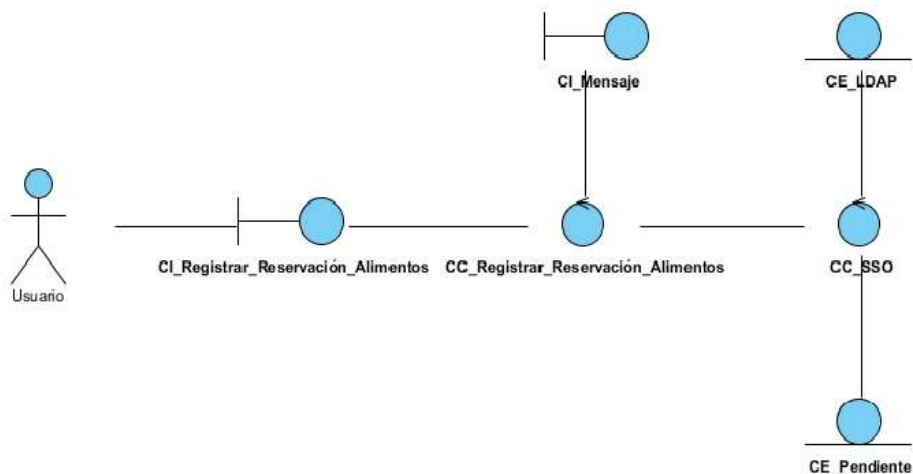 CI_Mensaje
CE_LDAP
Usuario
CI_Registrar_Reservación_Alimentos
CC_Registrar_Reservación_Alimentos
CC_SSO
CE_Pendiente